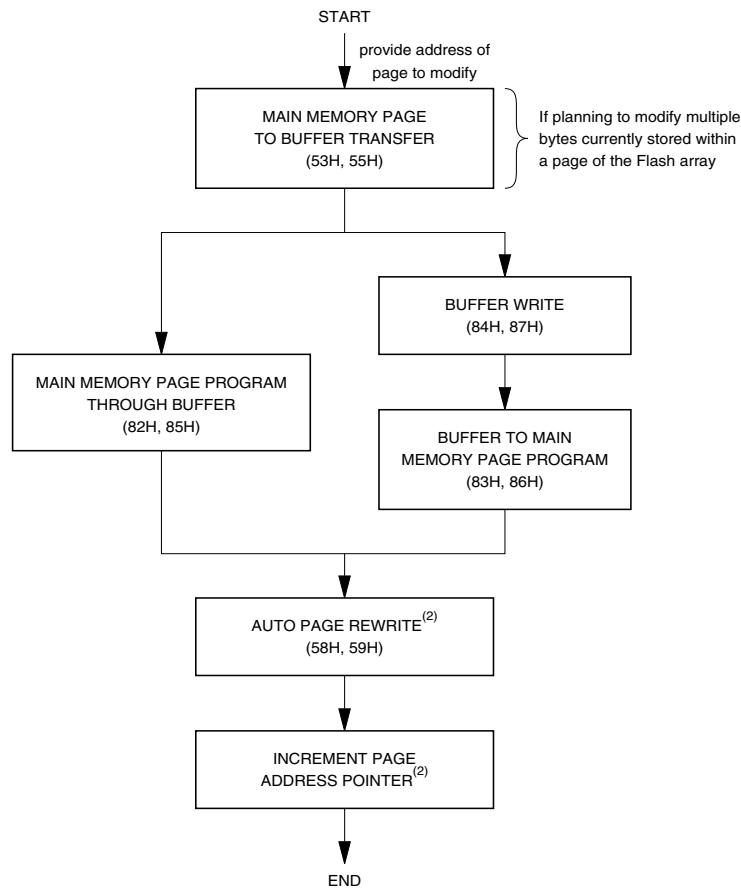 START
provide address of
page to modify
MAIN MEMORY PAGE
TO BUFFER TRANSFER
(53H, 55H)
If planning to modify multiple
bytes currently stored within
a page of the Flash array
BUFFER WRITE
(84H, 87H)
MAIN MEMORY PAGE PROGRAM
THROUGH BUFFER
(82H, 85H)
BUFFER TO MAIN
MEMORY PAGE PROGRAM
(83H, 86H)
AUTO PAGE REWRITE(2)
(58H, 59H)
INCREMENT PAGE
ADDRESS POINTER(2)
END